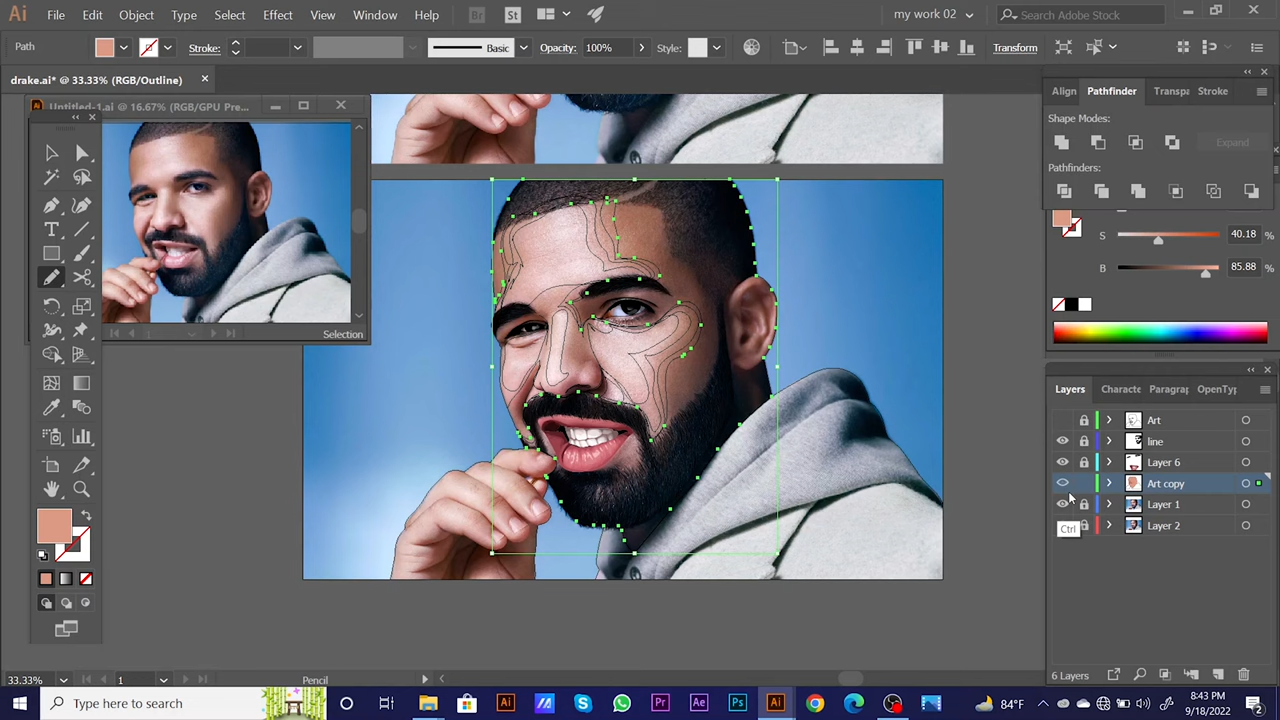 Ai File Edit Object Type Select Effect View Window Help Br St my work 02 Search Adobe Stock
Path Stroke: Basic Opacity: 100% Style: Transform
drake.ai* @ 33.33% (RGB/Outline)
Untitled-1.ai @ 16.67% (RGB/GPU Pre...
Align Pathfinder Transpa Stroke
Shape Modes:
Expand
Pathfinders:
S 40.18
B 85.88
Selection
Layers Characte Paragra OpenTyp
Art
line
Layer 6
Art copy
Layer 1
Ctrl
Layer 2
33.33% 1 Pencil 6 Layers
Type here to search
84°F
8:43 PM
9/18/2022
2